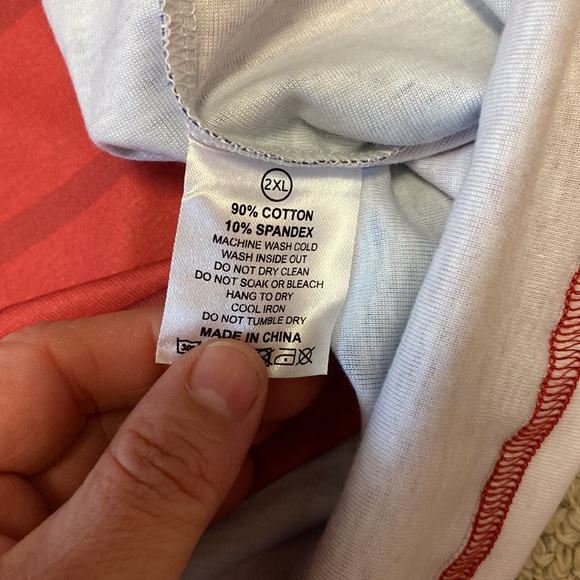 2XL
90% COTTON
10% SPANDEX
MACHINE WASH COLD
WASH INSIDE OUT
DO NOT DRY CLEAN
DO NOT SOAK OR BLEACH
HANG TO DRY
COOL IRON
DO NOT TUMBLE DRY
MADE IN CHINA